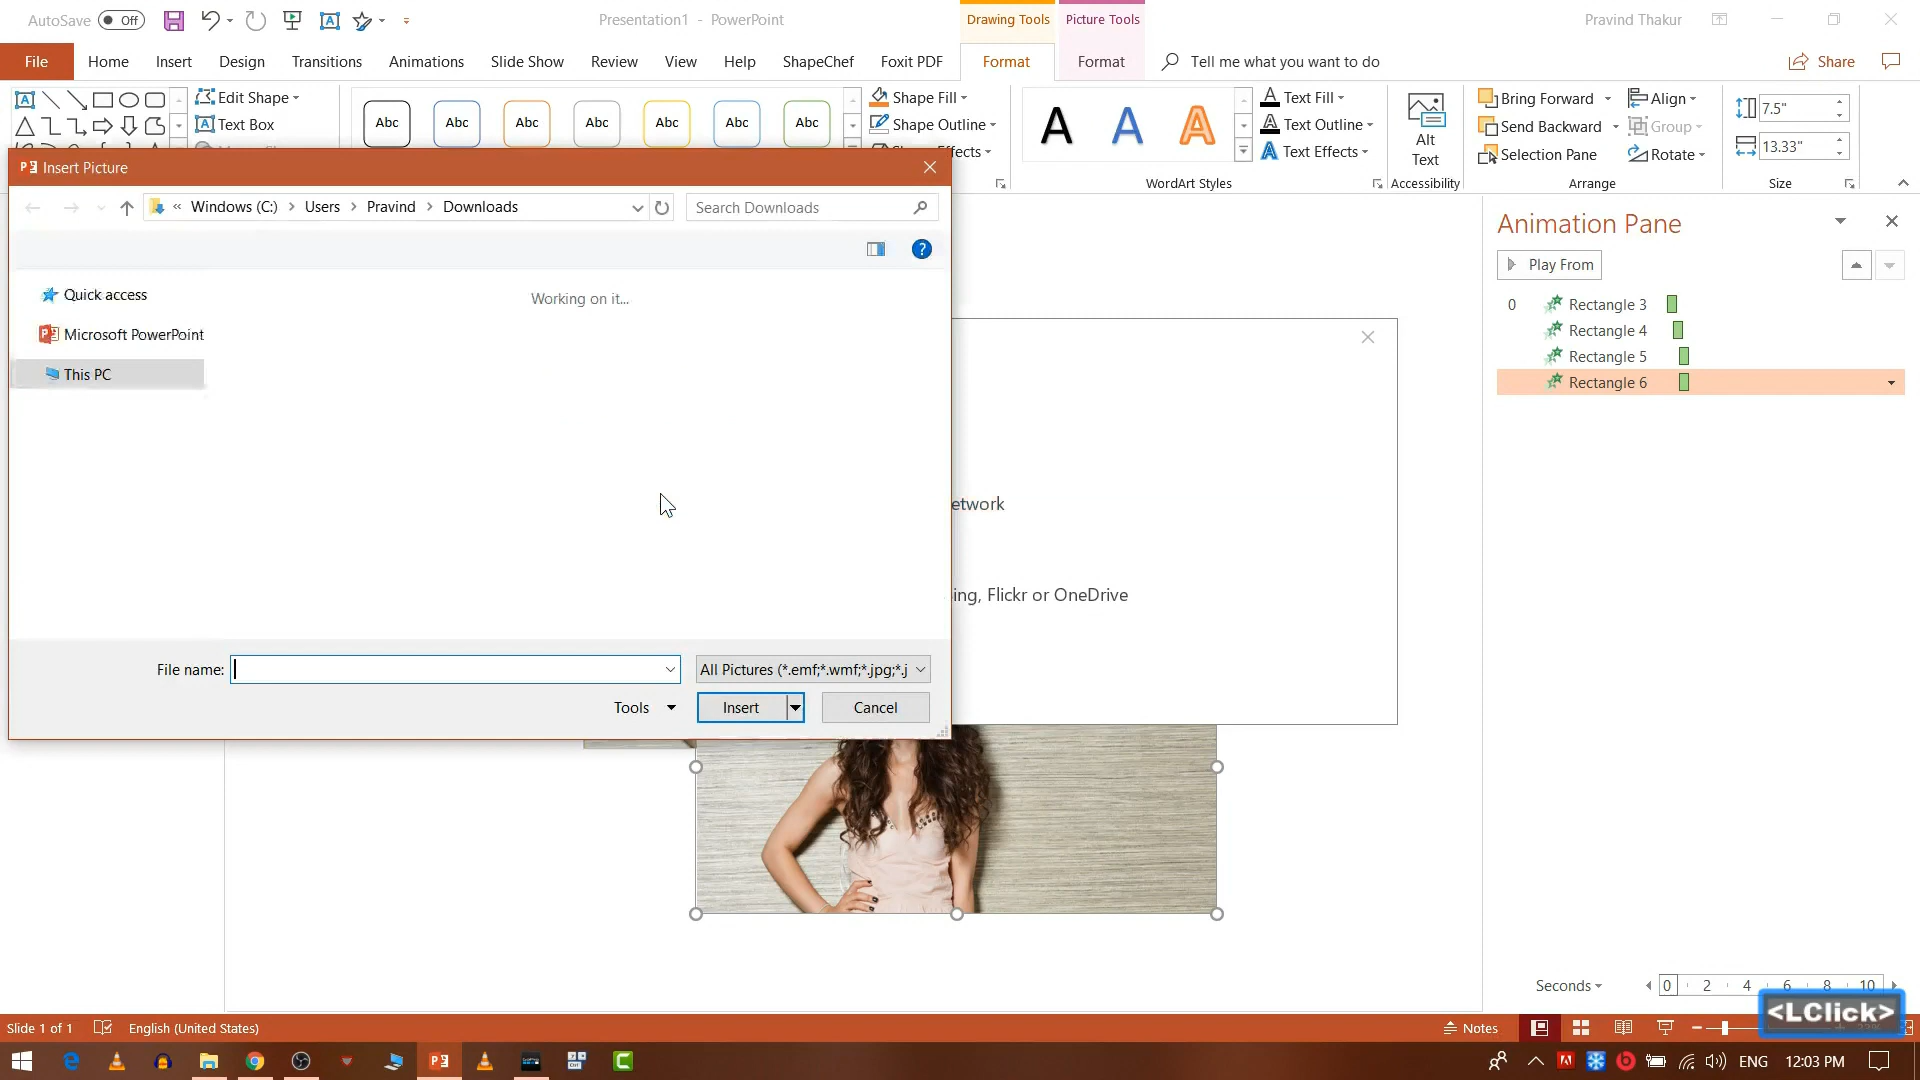 AutoSave Off
Presentation1 - PowerPoint
Drawing Tools Picture Tools
Pravind Thakur
File Home Insert Design Transitions Animations Slide Show Review View Help ShapeChef Foxit PDF Format Format Tell me what you want to do Share
Edit Shape
Text Box
Abc Abc Abc Abc Abc Abc Abc
Shape Fill
Shape Outline
A A A
Text Fill
Text Outline
Text Effects
WordArt Styles
Alt
Text
Accessibility
Bring Forward
Send Backward
Selection Pane
Align
Group
Rotate
Arrange
7.5"
13.33"
Size
Insert Picture
« Windows (C:) > Users > Pravind > Downloads
Search Downloads
Quick access
Microsoft PowerPoint
This PC
Working on it...
File name:
All Pictures (*.emf;*.wmf;*.jpg;*.j
Tools Insert Cancel
etwork
ing, Flickr or OneDrive
Animation Pane
Play From
0 Rectangle 3
Rectangle 4
Rectangle 5
Rectangle 6
Seconds 0 2 4 6 8 10
<LClick>
Slide 1 of 1 English (United States) Notes
ENG 12:03 PM